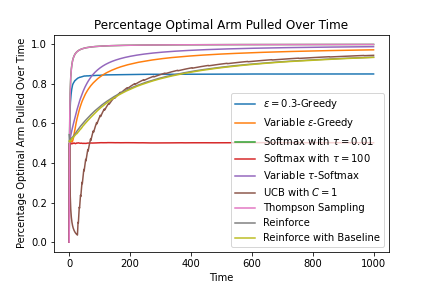 Percentage Optimal Arm Pulled Over Time
Percentage Optimal Arm Pulled Over Time
1.0
0.8
0.6
0.4
0.2
0.0
ε = 0.3-Greedy
Variable ε-Greedy
Softmax with τ = 0.01
Softmax with τ = 100
Variable τ-Softmax
UCB with C = 1
Thompson Sampling
Reinforce
Reinforce with Baseline
0 200 400 600 800 1000
Time